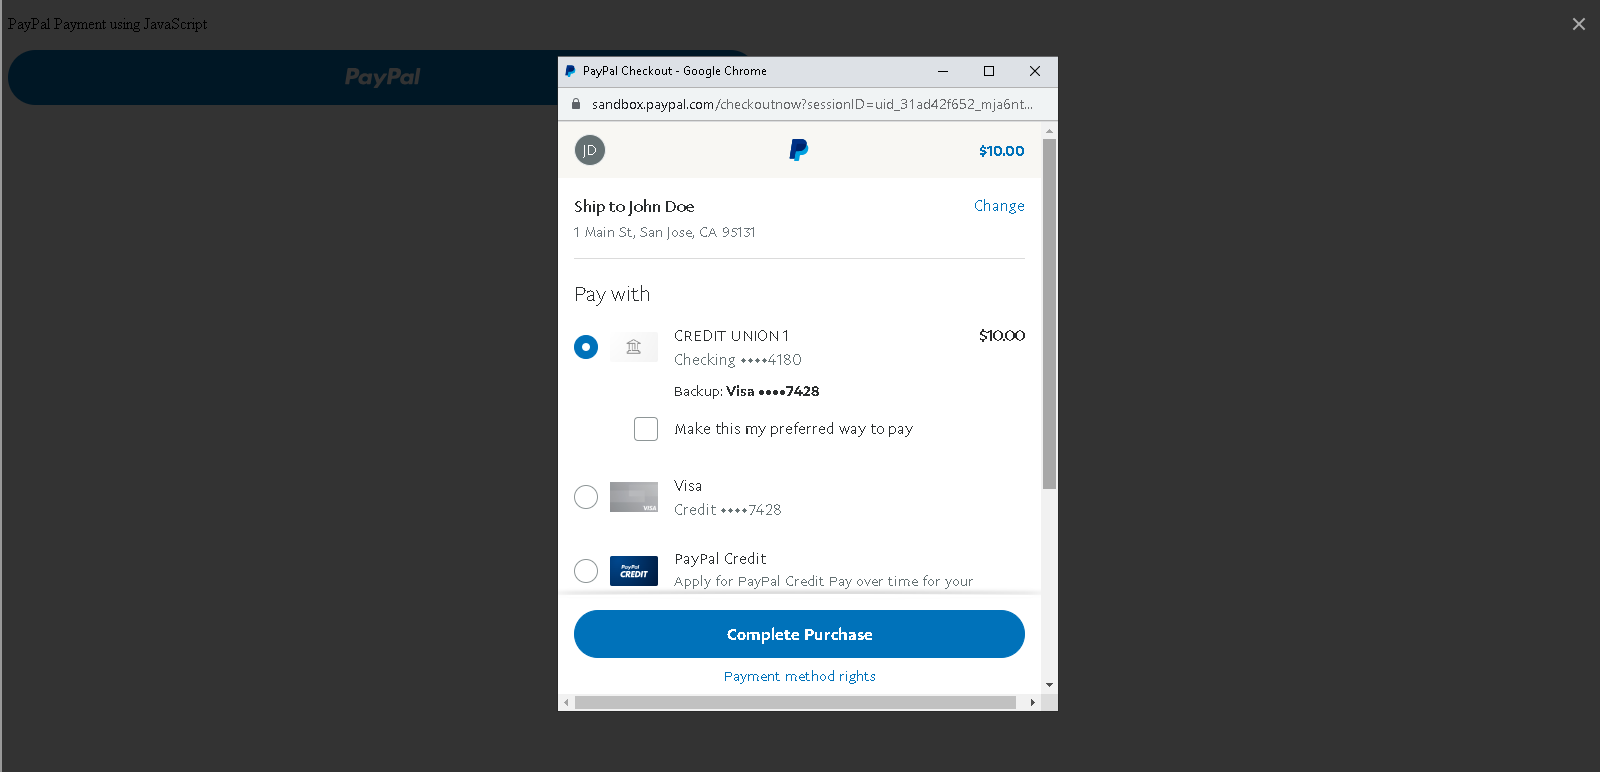 PayPal Payment using JavaScript
PayPal
PayPal Checkout - Google Chrome
sandbox.paypal.com/checkoutnow?sessionID=uid_31ad42f652_mja6nt...
JD
$10.00
Ship to John Doe
Change
1 Main St, San Jose, CA 95131
Pay with
CREDIT UNION 1
$10.00
Checking ••••4180
Backup: Visa ••••7428
Make this my preferred way to pay
VISA
Visa
Credit ••••7428
PayPal
CREDIT
PayPal Credit
Apply for PayPal Credit Pay over time for your
Complete Purchase
Payment method rights